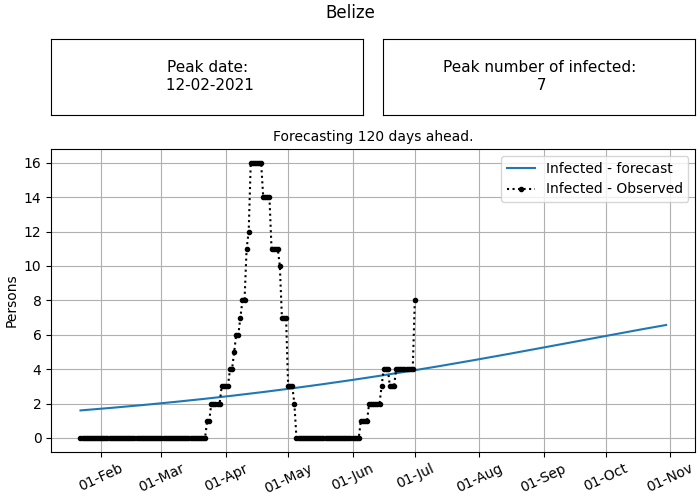 Belize
Peak date:
12-02-2021
Peak number of infected:
7
Forecasting 120 days ahead.
Infected - forecast
Infected - Observed
Persons
16
14
12
10
8
6
4
2
0
01-Feb
01-Mar
01-Apr
01-May
01-Jun
01-Jul
01-Aug
01-Sep
01-Oct
01-Nov